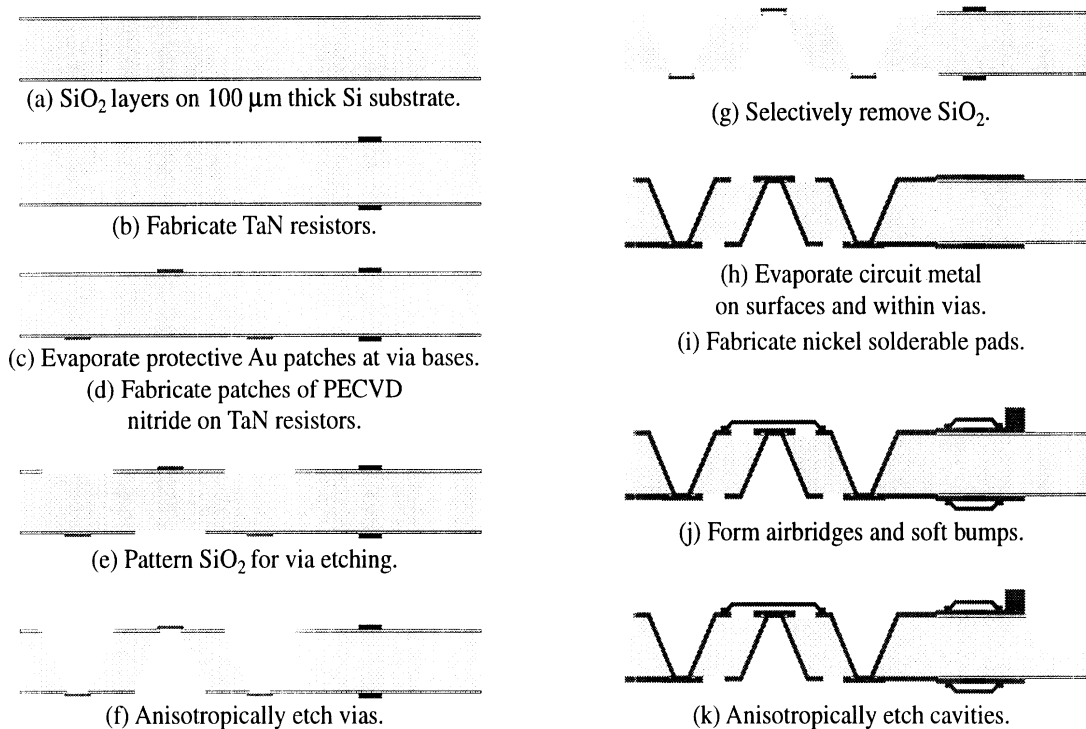 (a) SiO2 layers on 100 μm thick Si substrate.
(b) Fabricate TaN resistors.
(c) Evaporate protective Au patches at via bases.
(d) Fabricate patches of PECVD
nitride on TaN resistors.
(e) Pattern SiO2 for via etching.
(f) Anisotropically etch vias.
(g) Selectively remove SiO2.
(h) Evaporate circuit metal
on surfaces and within vias.
(i) Fabricate nickel solderable pads.
(j) Form airbridges and soft bumps.
(k) Anisotropically etch cavities.